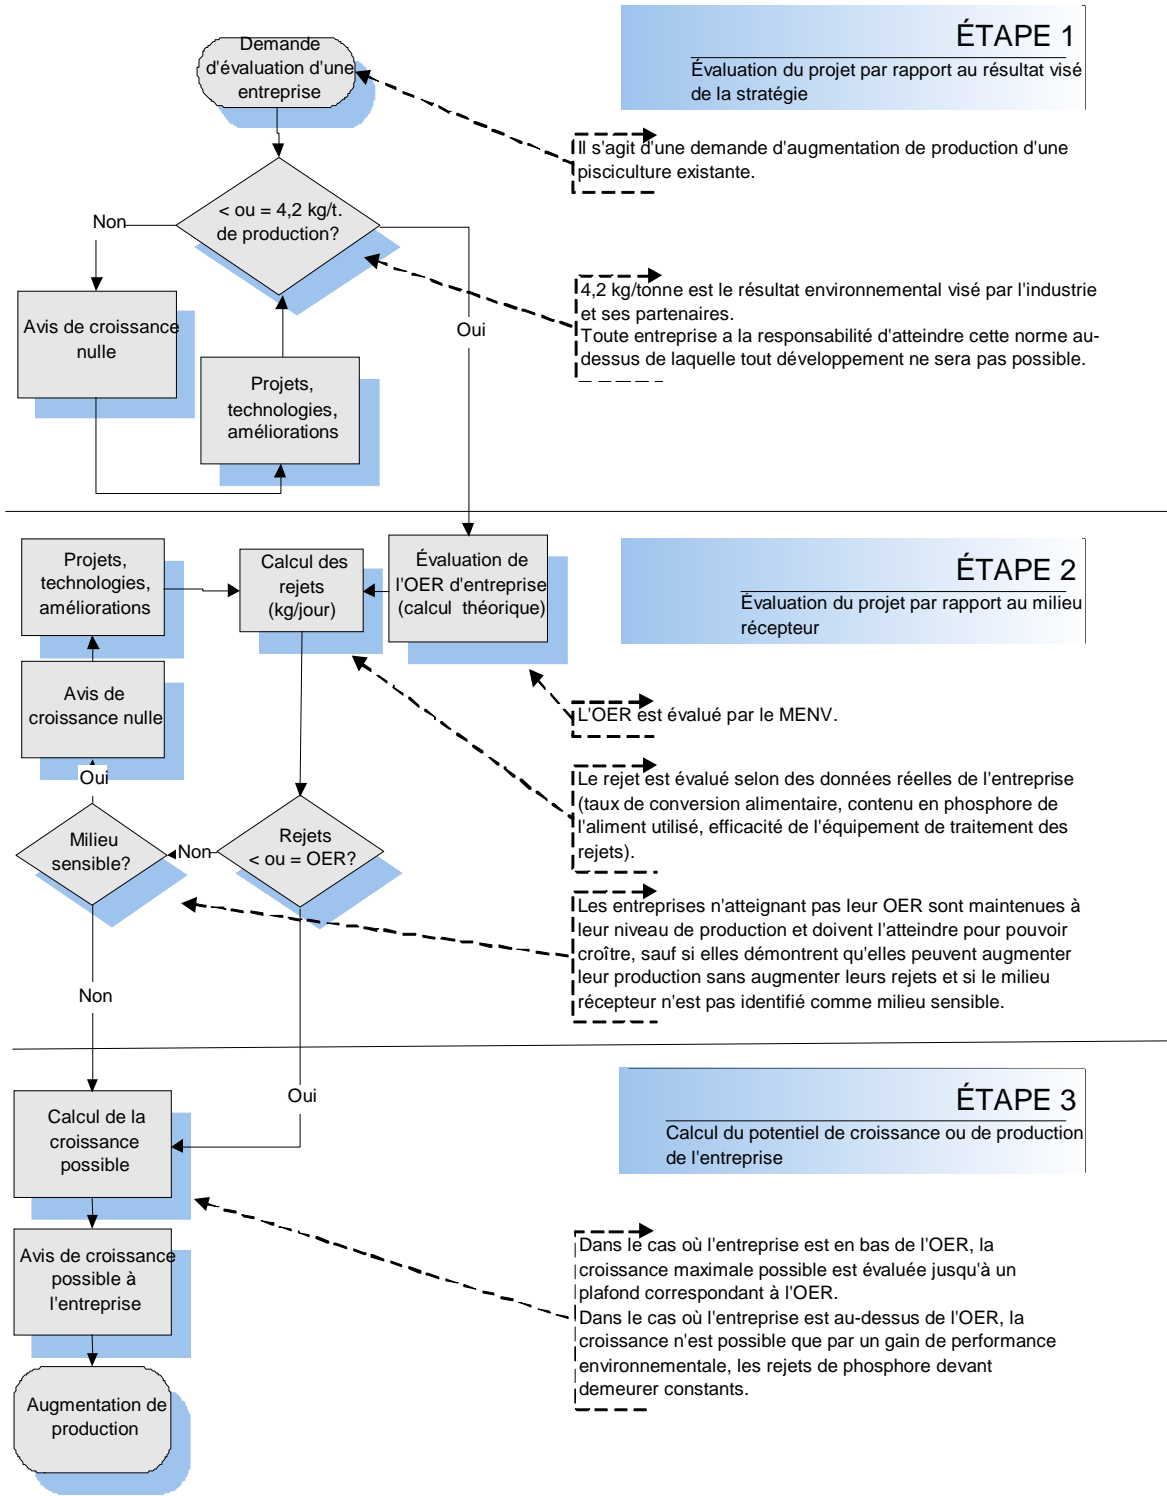 ÉTAPE 1
Évaluation du projet par rapport au résultat visé
de la stratégie
Demande
d'évaluation d'une
entreprise
Il s'agit d'une demande d'augmentation de production d'une
pisciculture existante.
< ou = 4,2 kg/t.
de production?
Non
Oui
4,2 kg/tonne est le résultat environnemental visé par l'industrie
et ses partenaires.
Toute entreprise a la responsabilité d'atteindre cette norme au-
dessus de laquelle tout développement ne sera pas possible.
Avis de croissance
nulle
Projets,
technologies,
améliorations
ÉTAPE 2
Évaluation du projet par rapport au milieu
récepteur
Projets,
technologies,
améliorations
Calcul des
rejets
(kg/jour)
Évaluation de
l'OER d'entreprise
(calcul théorique)
Avis de
croissance nulle
L'OER est évalué par le MENV.
Oui
Le rejet est évalué selon des données réelles de l'entreprise
(taux de conversion alimentaire, contenu en phosphore de
l'aliment utilisé, efficacité de l'équipement de traitement des
rejets).
Milieu
sensible?
Non
Rejets
< ou = OER?
Les entreprises n'atteignant pas leur OER sont maintenues à
leur niveau de production et doivent l'atteindre pour pouvoir
croître, sauf si elles démontrent qu'elles peuvent augmenter
leur production sans augmenter leurs rejets et si le milieu
récepteur n'est pas identifié comme milieu sensible.
Non
Oui
ÉTAPE 3
Calcul du potentiel de croissance ou de production
de l'entreprise
Calcul de la
croissance
possible
Avis de croissance
possible à
l'entreprise
Dans le cas où l'entreprise est en bas de l'OER, la
croissance maximale possible est évaluée jusqu'à un
plafond correspondant à l'OER.
Dans le cas où l'entreprise est au-dessus de l'OER, la
croissance n'est possible que par un gain de performance
environnementale, les rejets de phosphore devant
demeurer constants.
Augmentation de
production